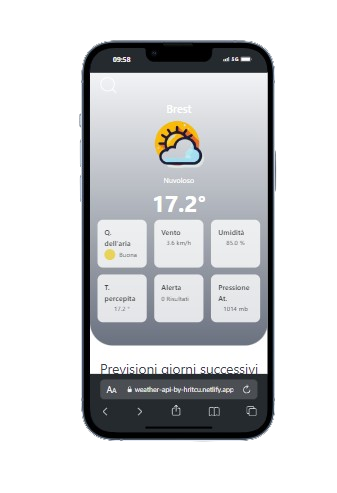 09:58
5G
Brest
Nuvoloso
17.2°
Q. dell'aria
Buona
Vento
3.6 km/h
Umidità
85.0 %
T. percepita
17.2 °
Alerta
0 Risultati
Pressione At.
1014 mb
Previsioni giorni successivi
AA weather-api-by-hritcu.netlify.app